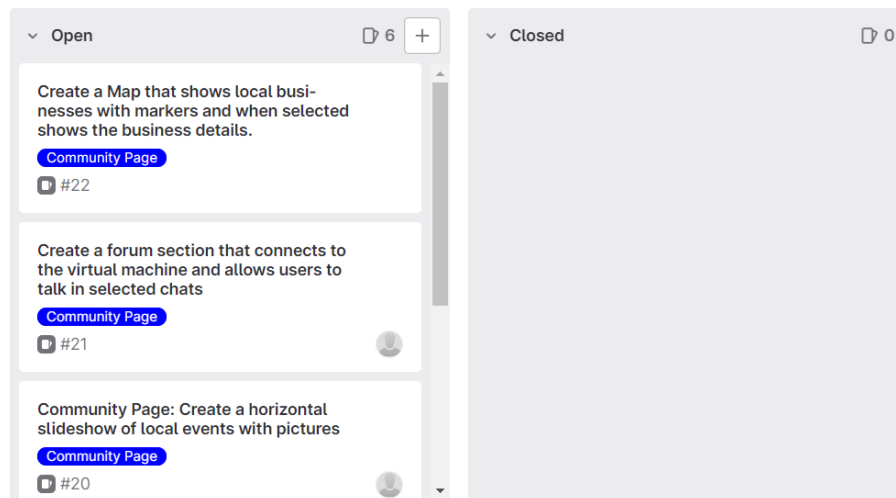 Open 6
Create a Map that shows local busi-
nesses with markers and when selected
shows the business details.
Community Page
#22
Create a forum section that connects to
the virtual machine and allows users to
talk in selected chats
Community Page
#21
Community Page: Create a horizontal
slideshow of local events with pictures
Community Page
#20
Closed 0